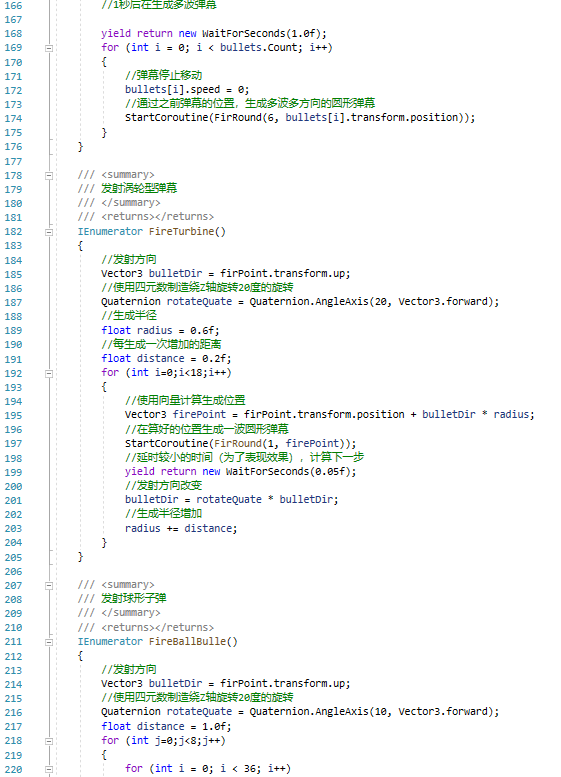 166 //1秒后在生成多波弹幕
167
168 yield return new WaitForSeconds(1.0f);
169 for (int i = 0; i < bullets.Count; i++)
170 {
171 //弹幕停止移动
172 bullets[i].speed = 0;
173 //通过之前弹幕的位置，生成多波多方向的圆形弹幕
174 StartCoroutine(FirRound(6, bullets[i].transform.position));
175 }
176 }
177
178 /// <summary>
179 /// 发射涡轮型弹幕
180 /// </summary>
181 /// <returns></returns>
182 IEnumerator FireTurbine()
183 {
184 //发射方向
185 Vector3 bulletDir = firPoint.transform.up;
186 //使用四元数制造绕Z轴旋转20度的旋转
187 Quaternion rotateQuate = Quaternion.AngleAxis(20, Vector3.forward);
188 //生成半径
189 float radius = 0.6f;
190 //每生成一次增加的距离
191 float distance = 0.2f;
192 for (int i=0;i<18;i++)
193 {
194 //使用向量计算生成位置
195 Vector3 firePoint = firPoint.transform.position + bulletDir * radius;
196 //在算好的位置生成一波圆形弹幕
197 StartCoroutine(FirRound(1, firePoint));
198 //延时较小的时间（为了表现效果），计算下一步
199 yield return new WaitForSeconds(0.05f);
200 //发射方向改变
201 bulletDir = rotateQuate * bulletDir;
202 //生成半径增加
203 radius += distance;
204 }
205 }
206
207 /// <summary>
208 /// 发射球形子弹
209 /// </summary>
210 /// <returns></returns>
211 IEnumerator FireBallBulle()
212 {
213 //发射方向
214 Vector3 bulletDir = firPoint.transform.up;
215 //使用四元数制造绕Z轴旋转20度的旋转
216 Quaternion rotateQuate = Quaternion.AngleAxis(10, Vector3.forward);
217 float distance = 1.0f;
218 for (int j=0;j<8;j++)
219 {
220 for (int i = 0; i < 36; i++)